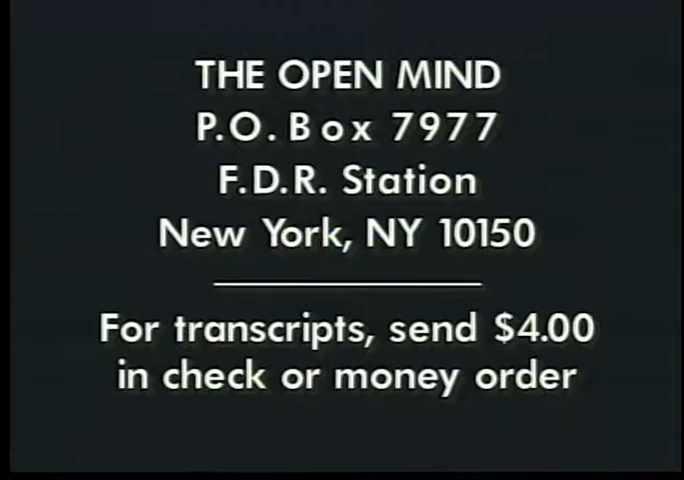 THE OPEN MIND
P.O. Box 7977
F.D.R. Station
New York, NY 10150
For transcripts, send $4.00
in check or money order